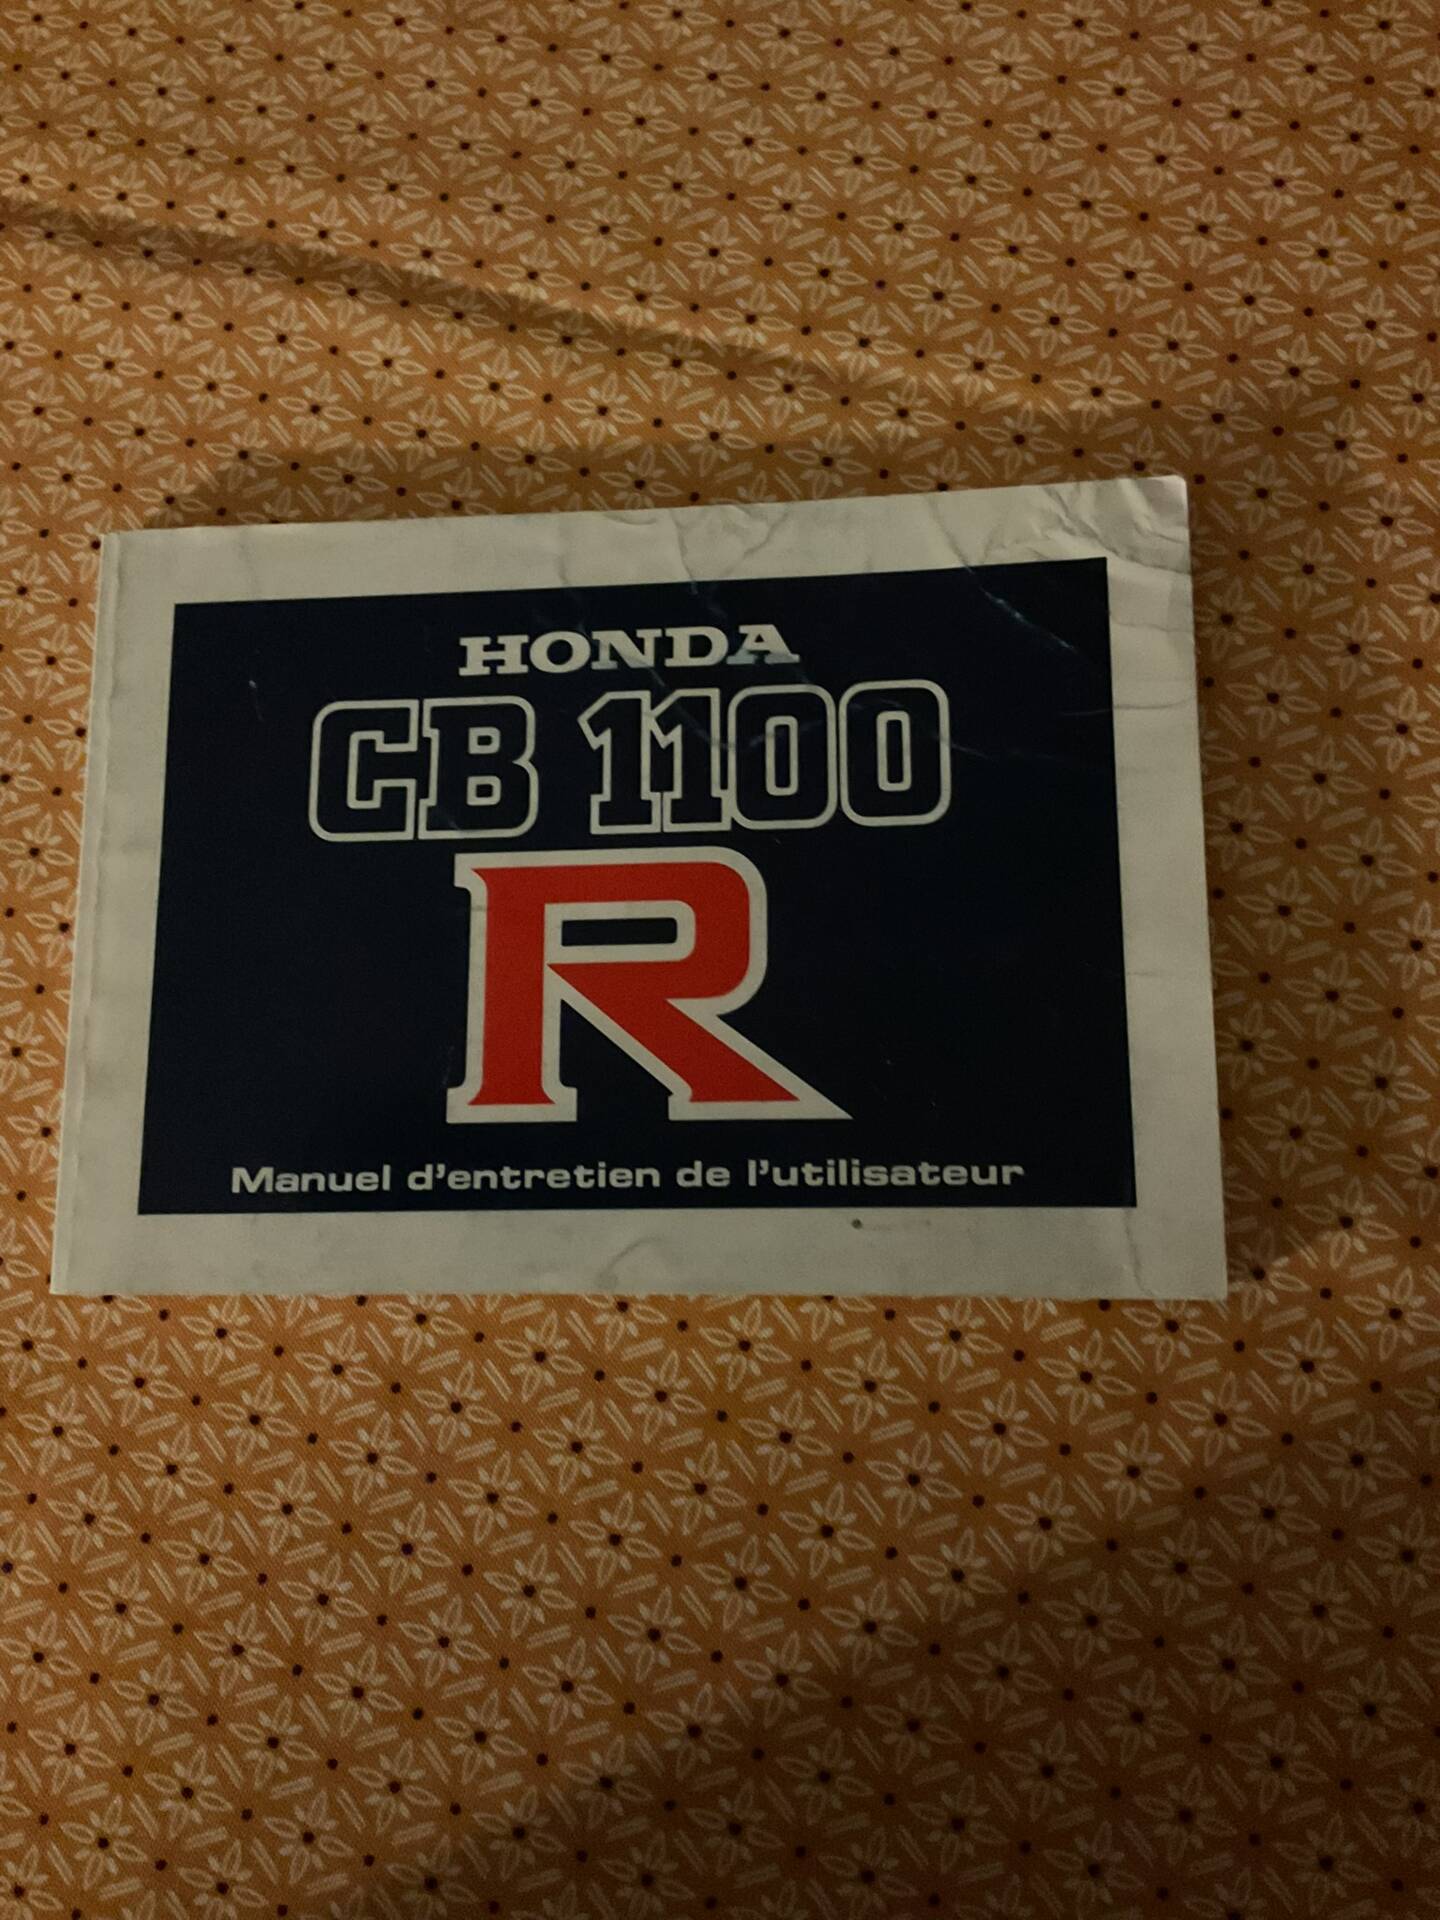 HONDA
CB 1100
R
Manuel d'entretien de l'utilisateur